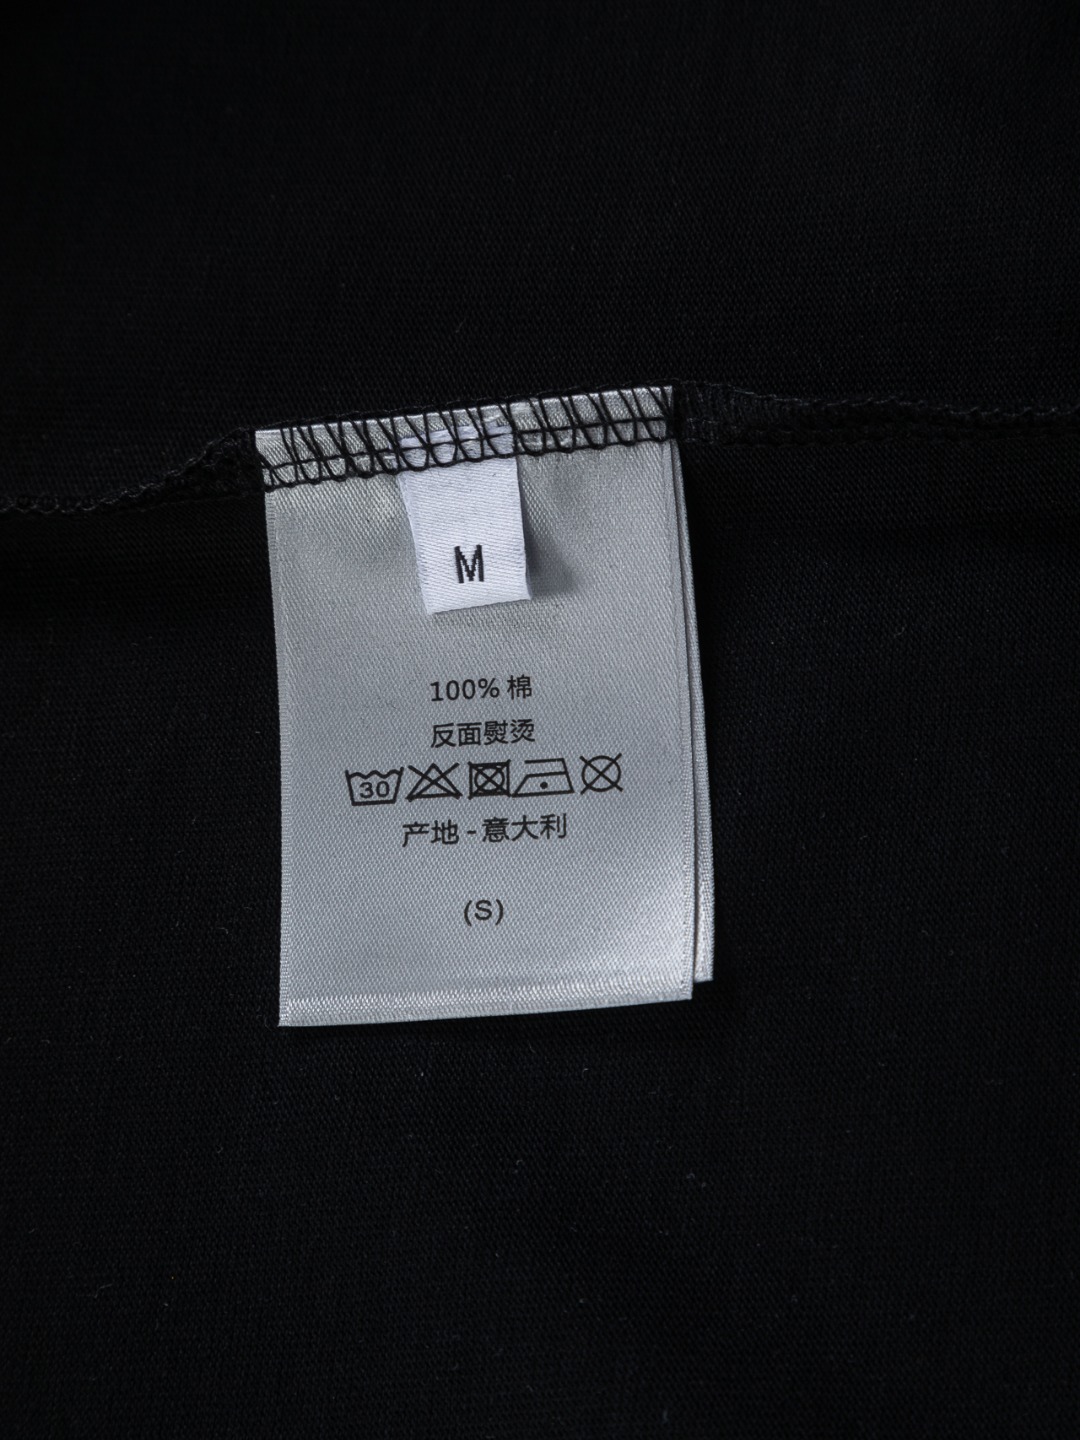 M
100% 棉
反面熨烫
30
产地 - 意大利
(S)